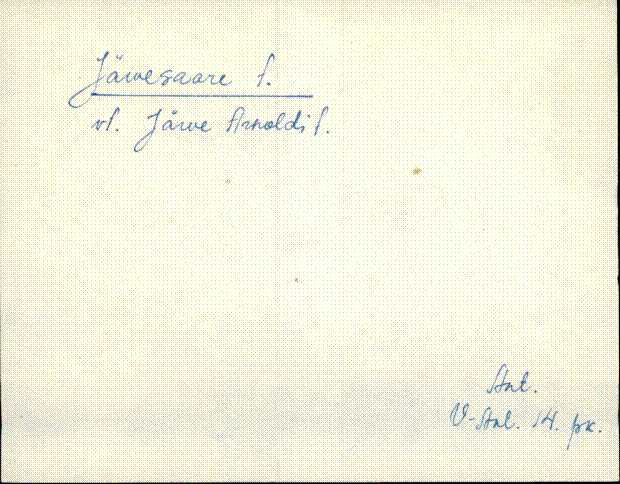 Järvesaare t.
vt. Järve Arnoldi t.
Ant.
V-Ant. 14. pk.